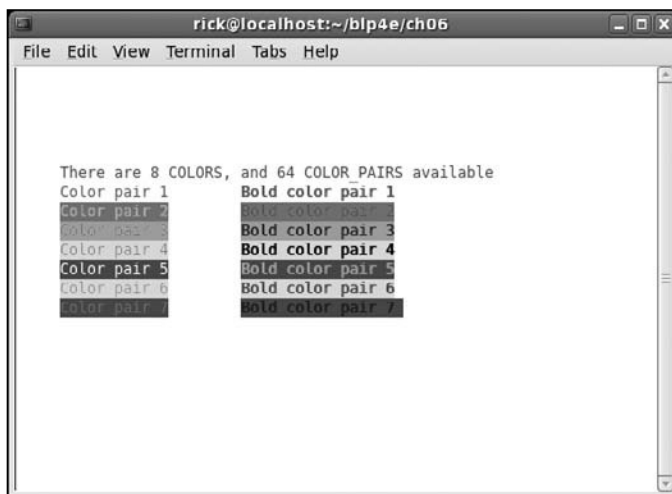 rick@localhost:~/blp4e/ch06
File Edit View Terminal Tabs Help
There are 8 COLORS, and 64 COLOR_PAIRS available
Color pair 1 Bold color pair 1
Color pair 2 Bold color pair 2
Color pair 3 Bold color pair 3
Color pair 4 Bold color pair 4
Color pair 5 Bold color pair 5
Color pair 6 Bold color pair 6
Color pair 7 Bold color pair 7